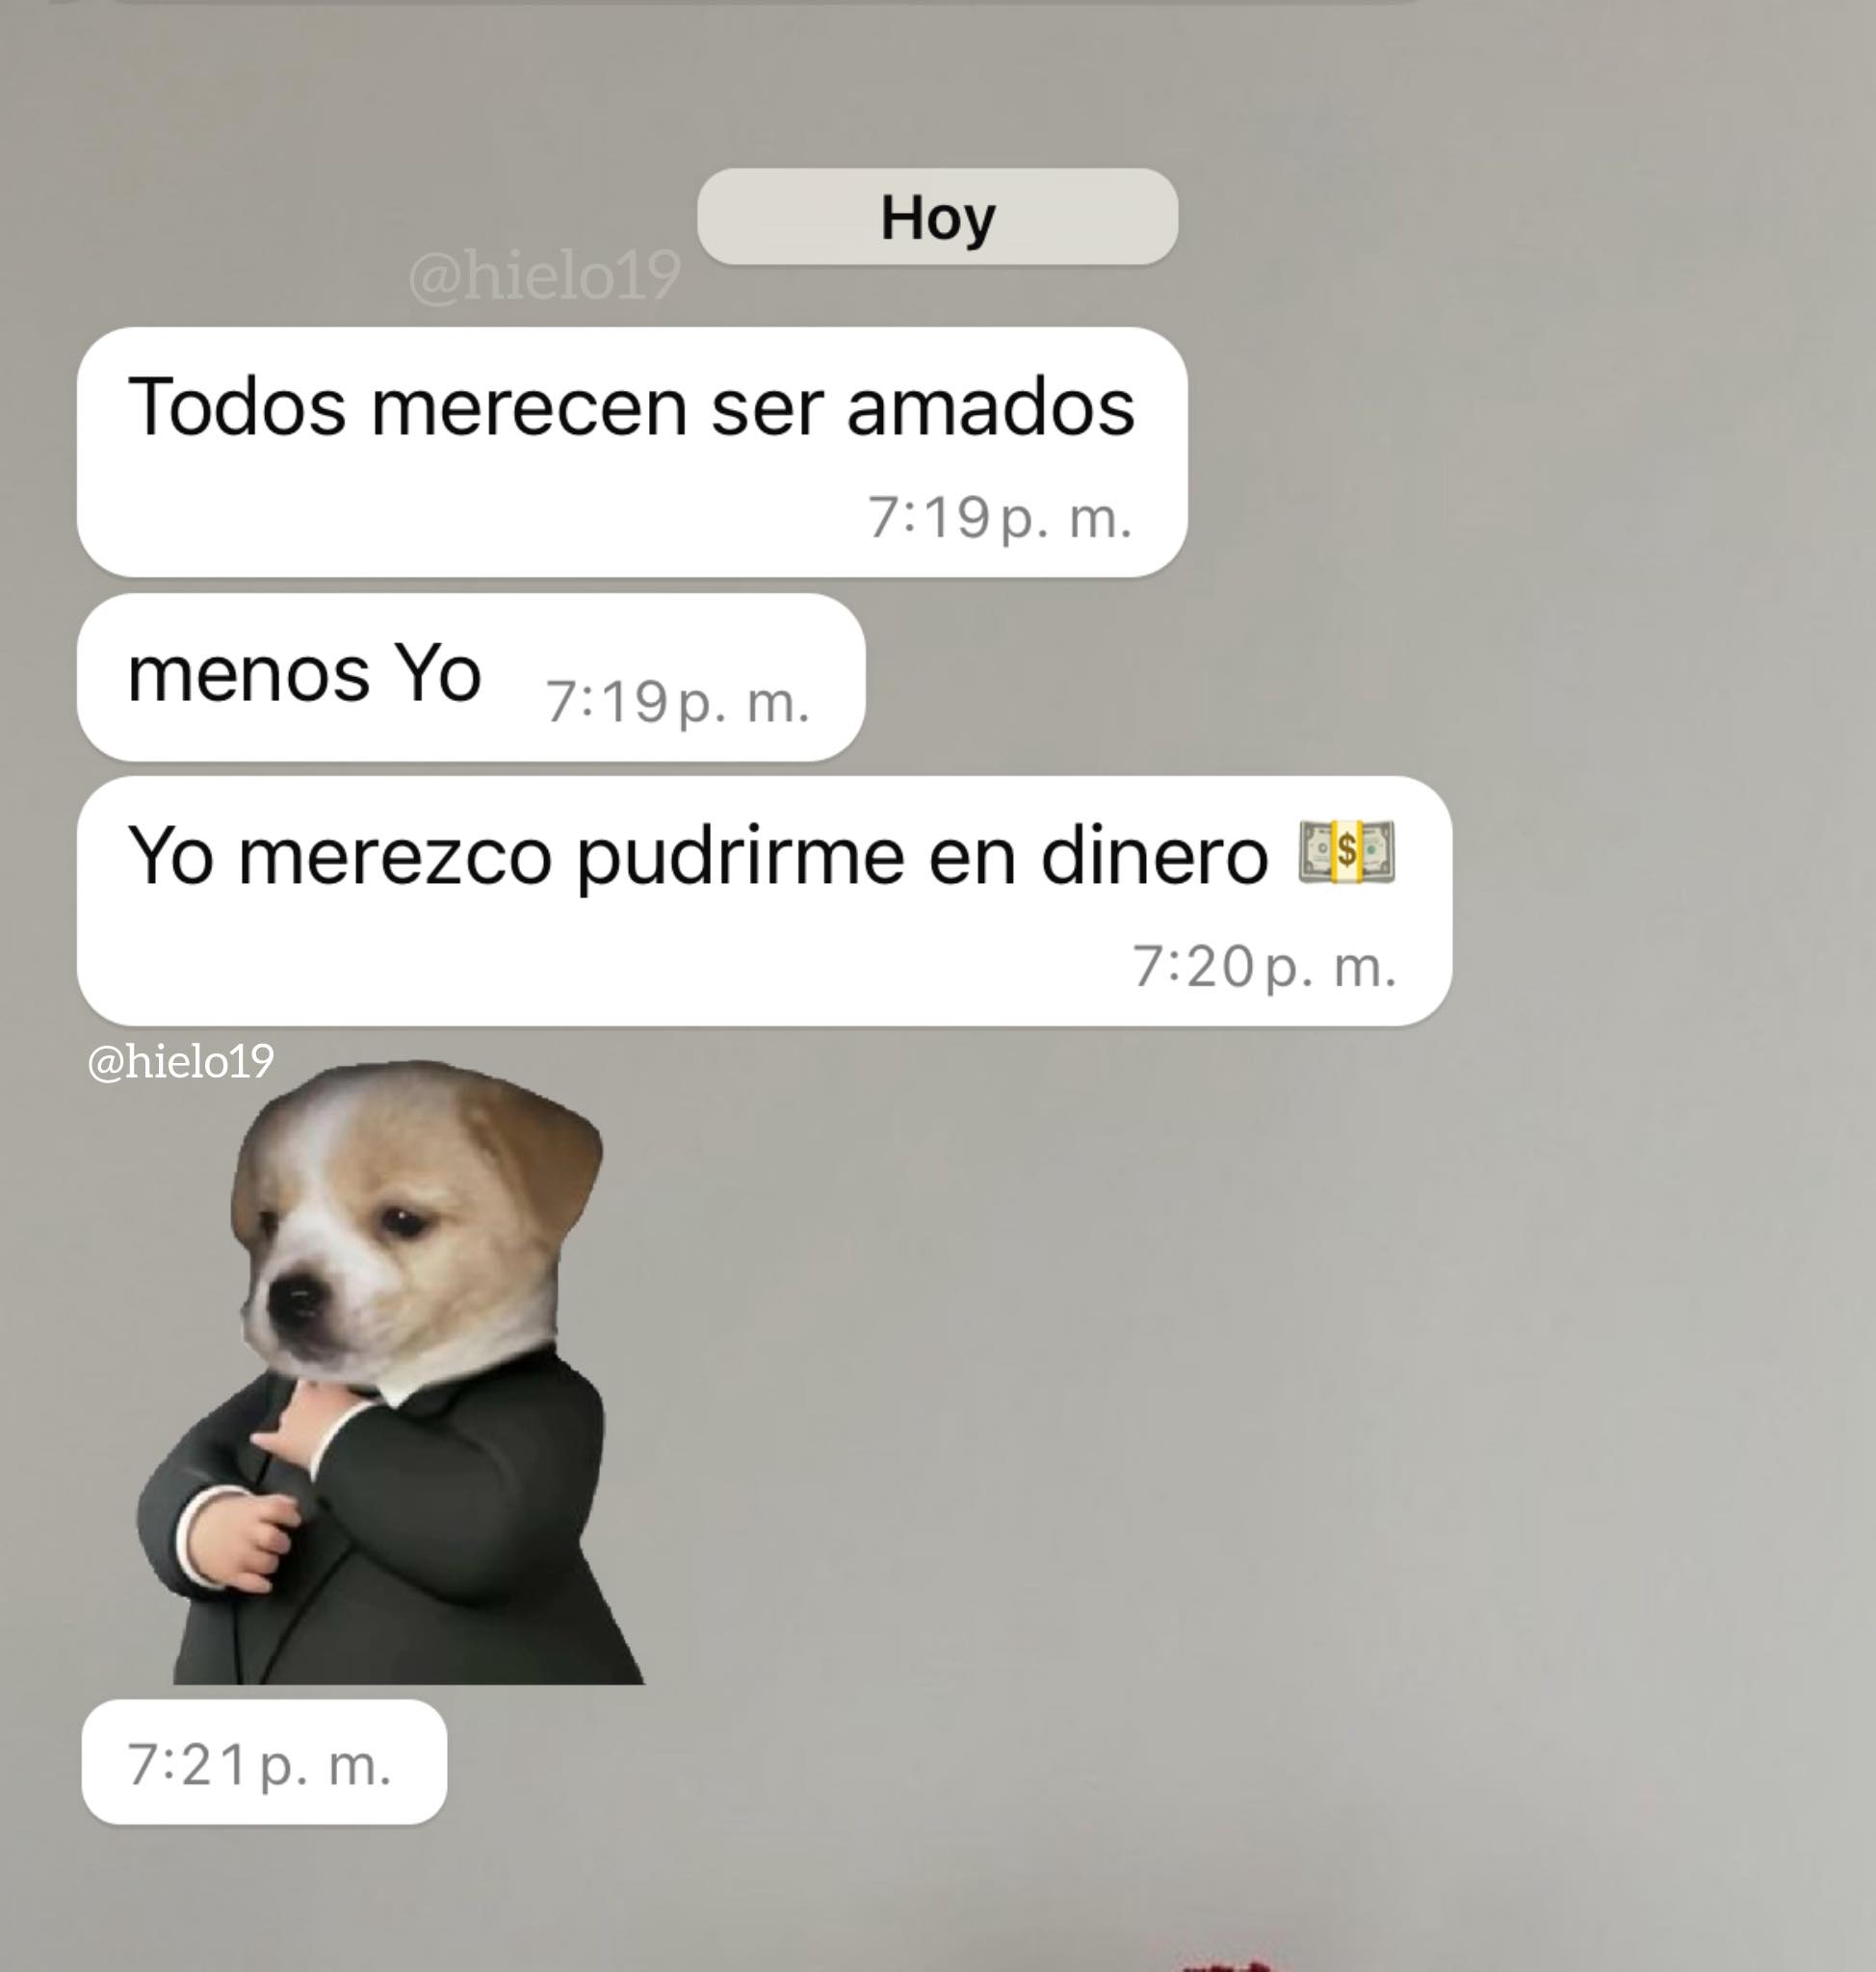 Hoy
@hielo19
Todos merecen ser amados
7:19 p. m.
menos Yo 7:19 p. m.
Yo merezco pudrirme en dinero 💵
7:20 p. m.
@hielo19
7:21 p. m.